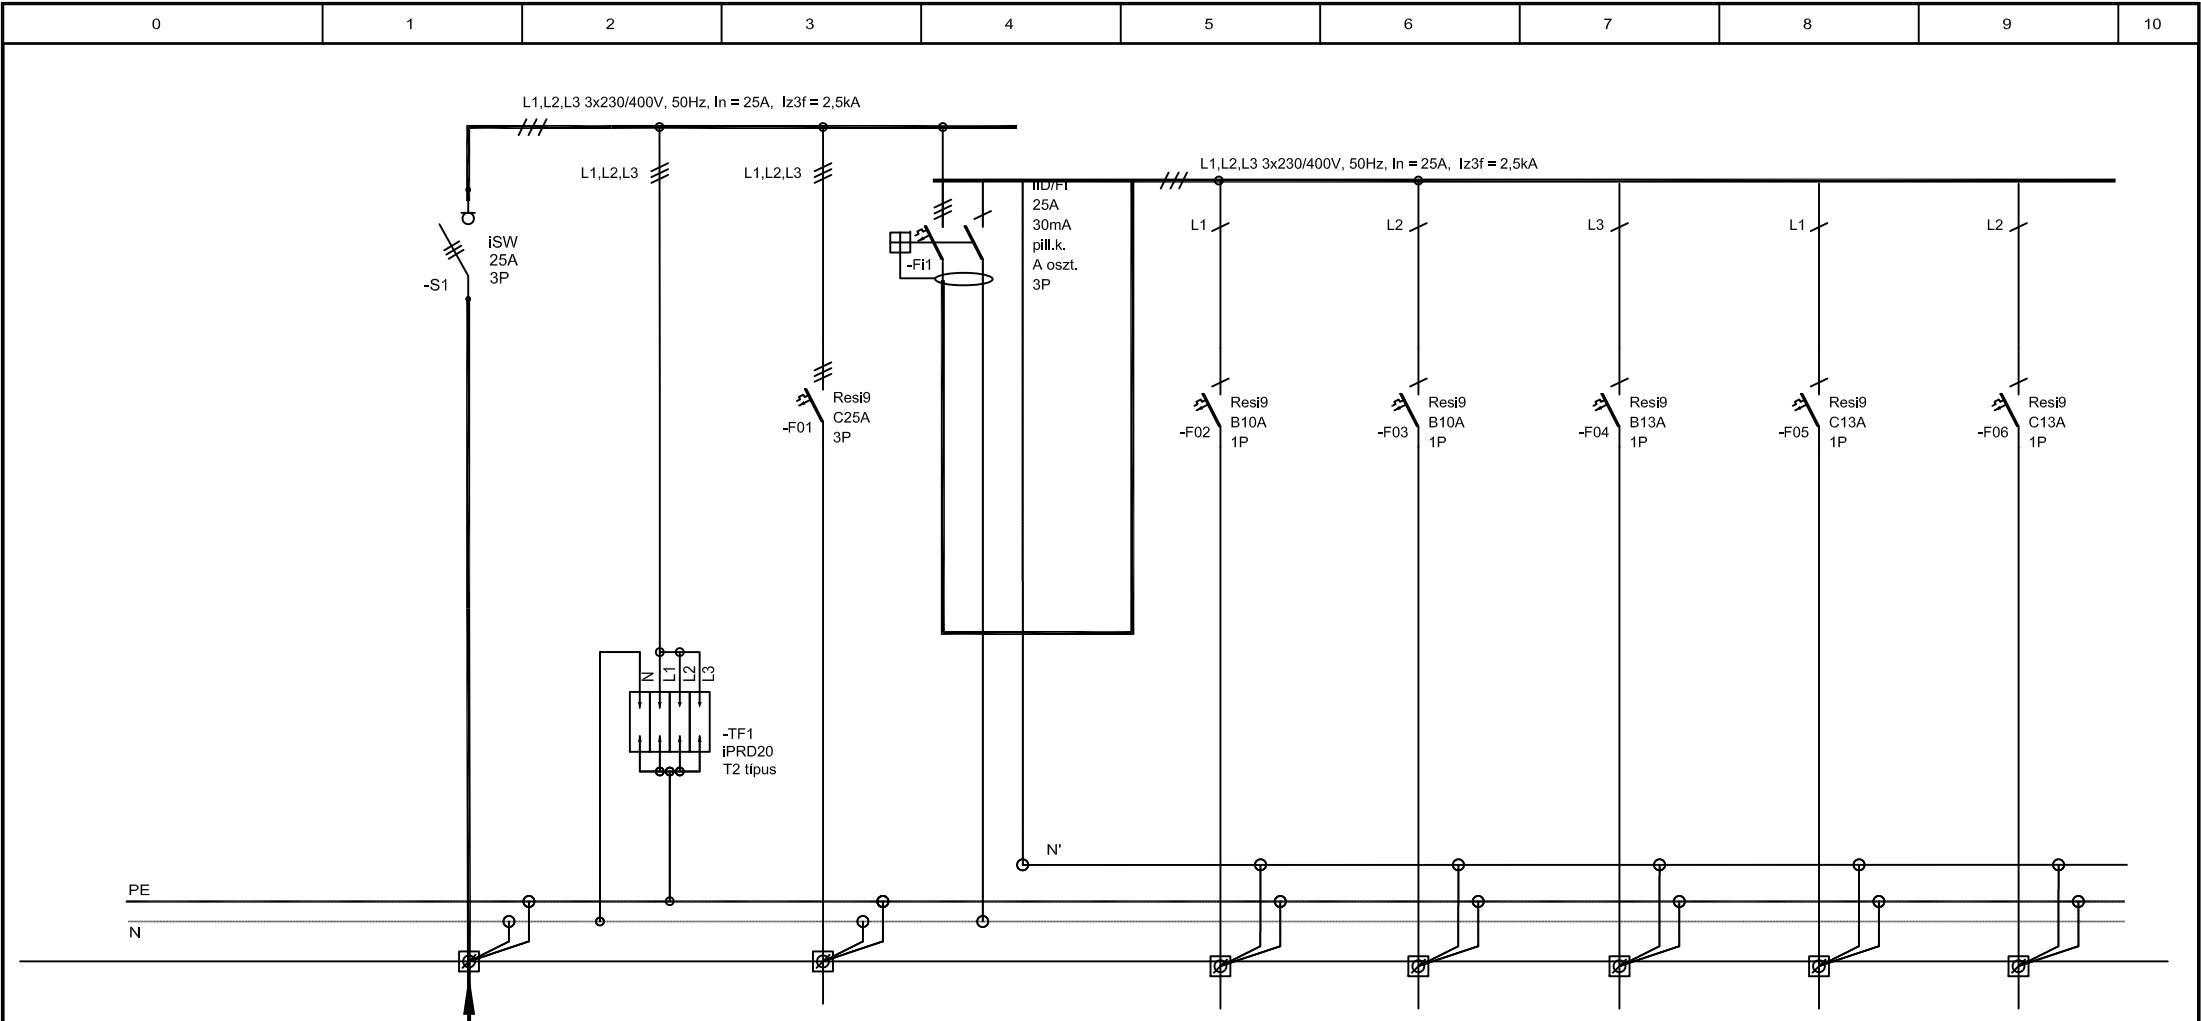 0 1 2 3 4 5 6 7 8 9 10
L1,L2,L3 3x230/400V, 50Hz, In = 25A, Iz3f = 2,5kA
L1,L2,L3 3x230/400V, 50Hz, In = 25A, Iz3f = 2,5kA
L1,L2,L3
L1,L2,L3
iSW
25A
3P
-S1
IID/FI
25A
30mA
pill.k.
A oszt.
3P
-Fi1
L1
L2
L3
L1
L2
Resi9
C25A
3P
-F01
Resi9
B10A
1P
-F02
Resi9
B10A
1P
-F03
Resi9
B13A
1P
-F04
Resi9
C13A
1P
-F05
Resi9
C13A
1P
-F06
N
L1
L2
L3
-TF1
iPRD20
T2 típus
N'
PE
N